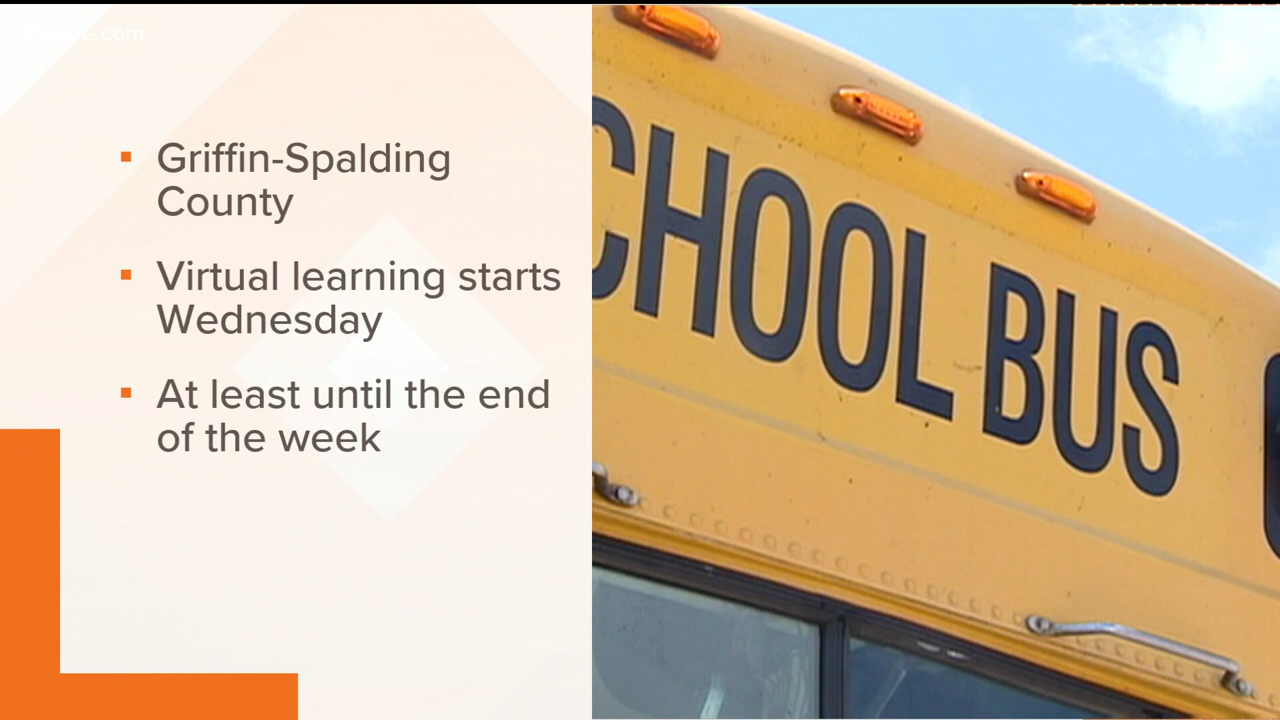 Griffin-Spalding
County
Virtual learning starts
Wednesday
At least until the end
of the week
CHOOL BUS